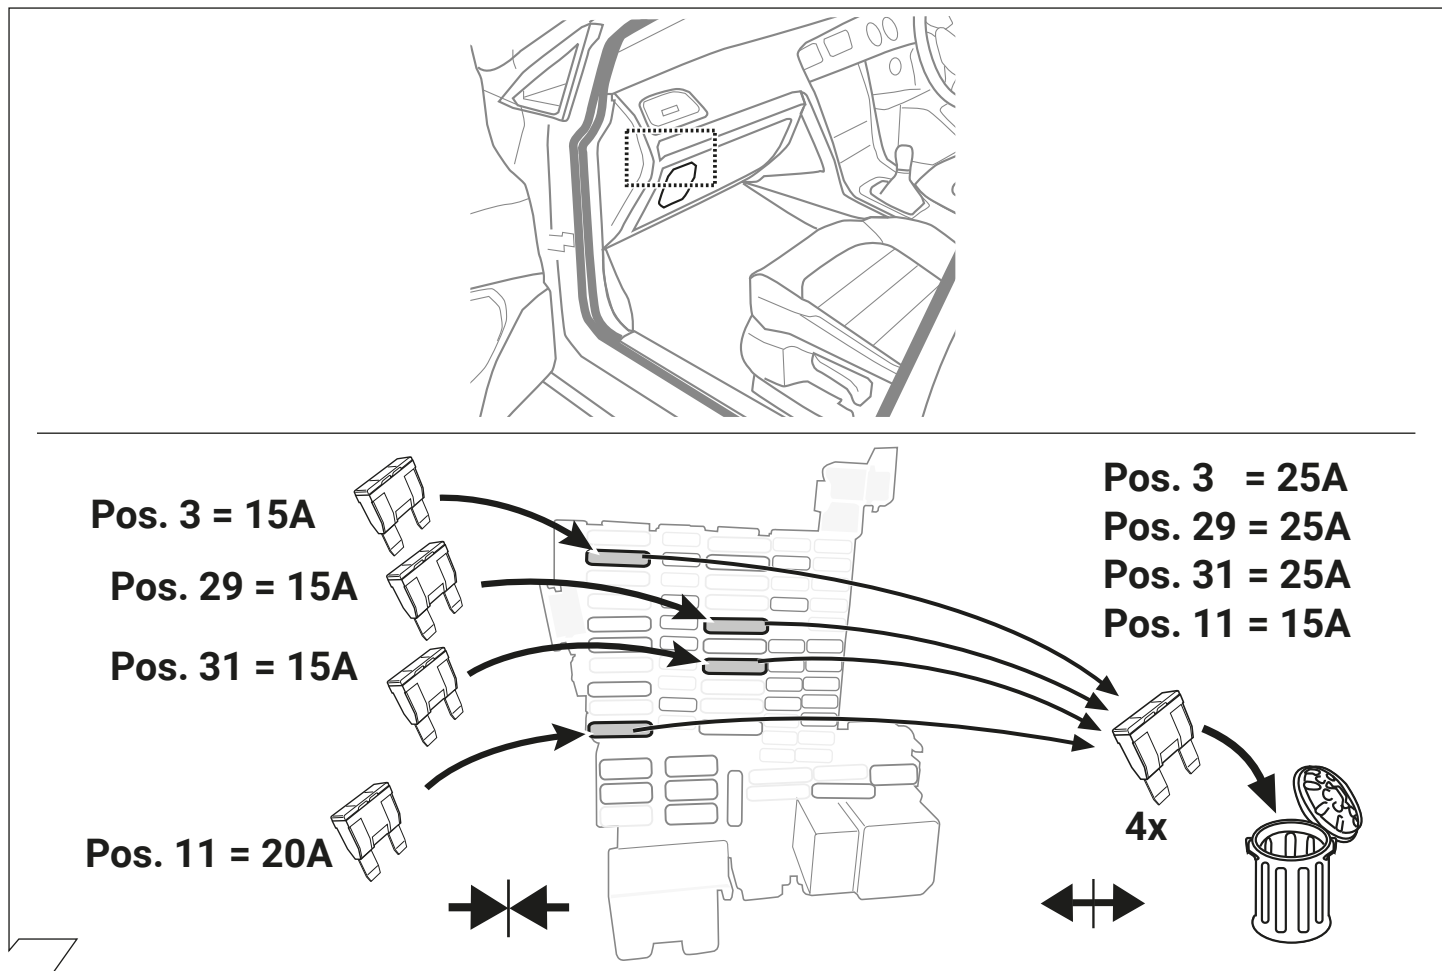 Pos. 3 = 15A
Pos. 29 = 15A
Pos. 31 = 15A
Pos. 11 = 20A
Pos. 3 = 25A
Pos. 29 = 25A
Pos. 31 = 25A
Pos. 11 = 15A
4x